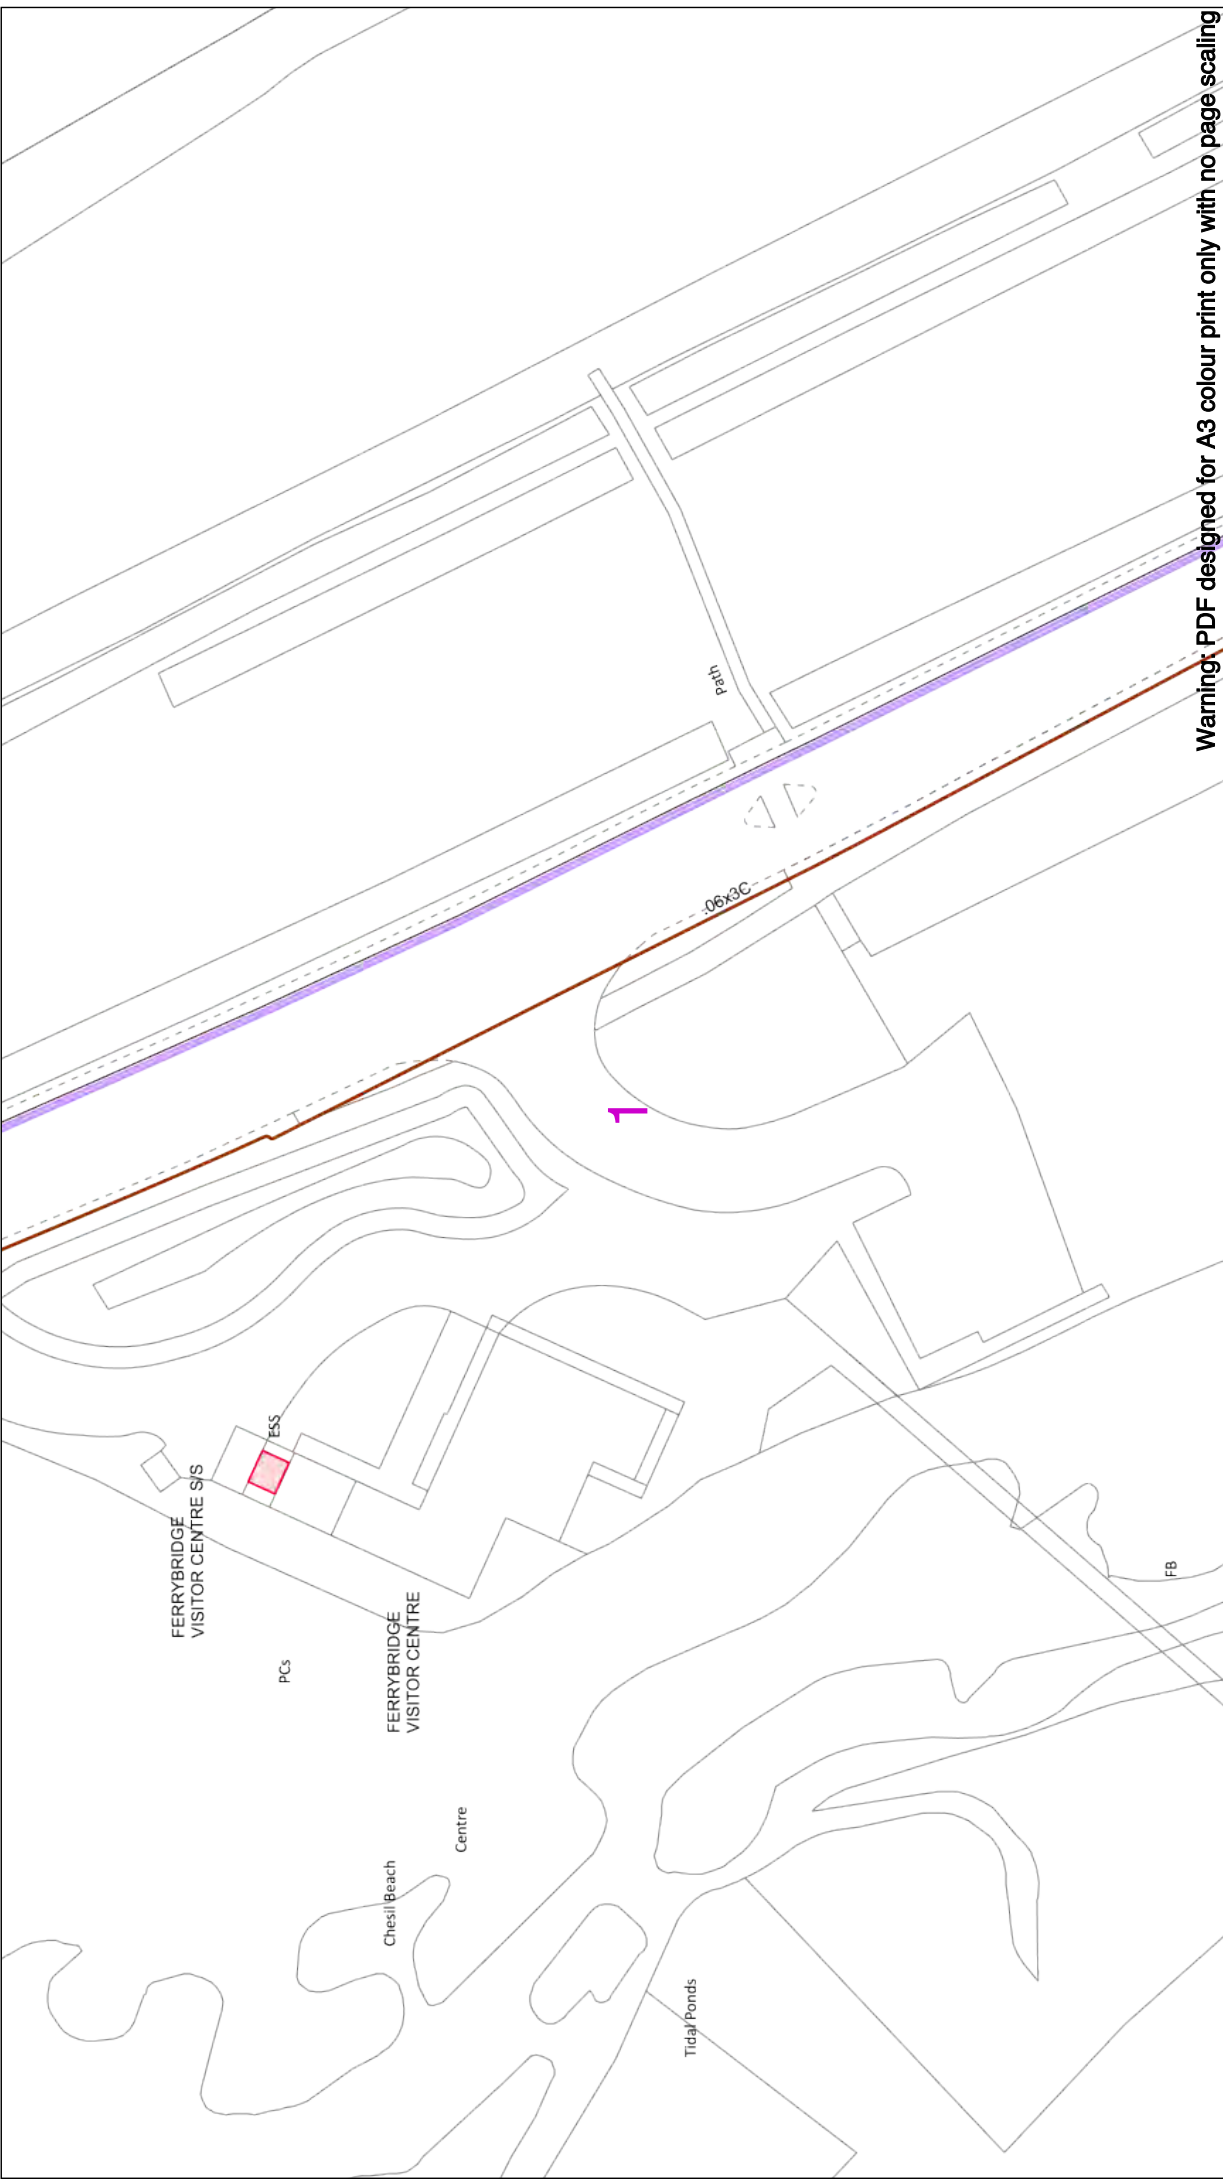 FERRYBRIDGE
VISITOR CENTRE S/S
ESS
PCs
FERRYBRIDGE
VISITOR CENTRE
Chesil Beach
Centre
Tidal Ponds
1
Path
.06x3C
FB
Warning: PDF designed for A3 colour print only with no page scaling